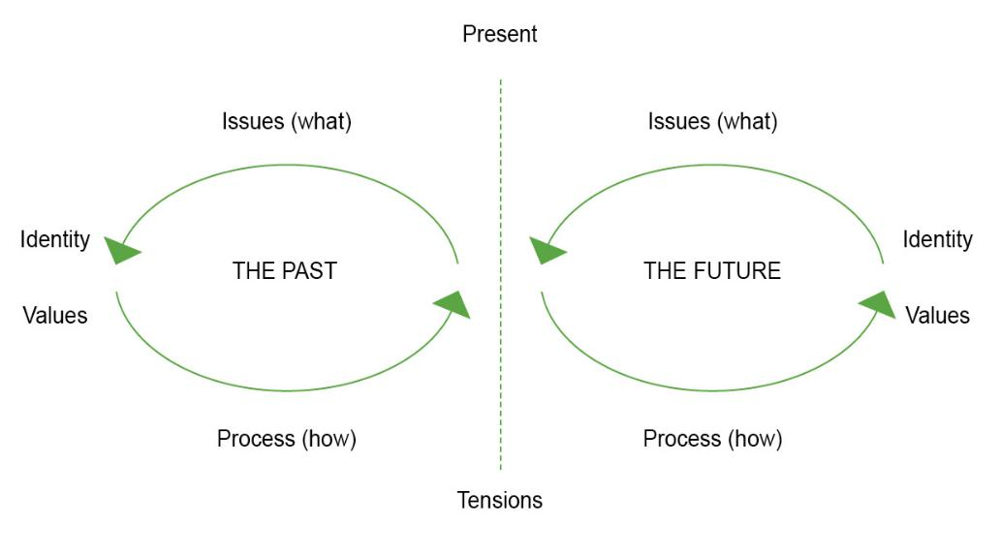 Present
Issues (what)
Issues (what)
Identity
Identity
THE PAST
THE FUTURE
Values
Values
Process (how)
Process (how)
Tensions